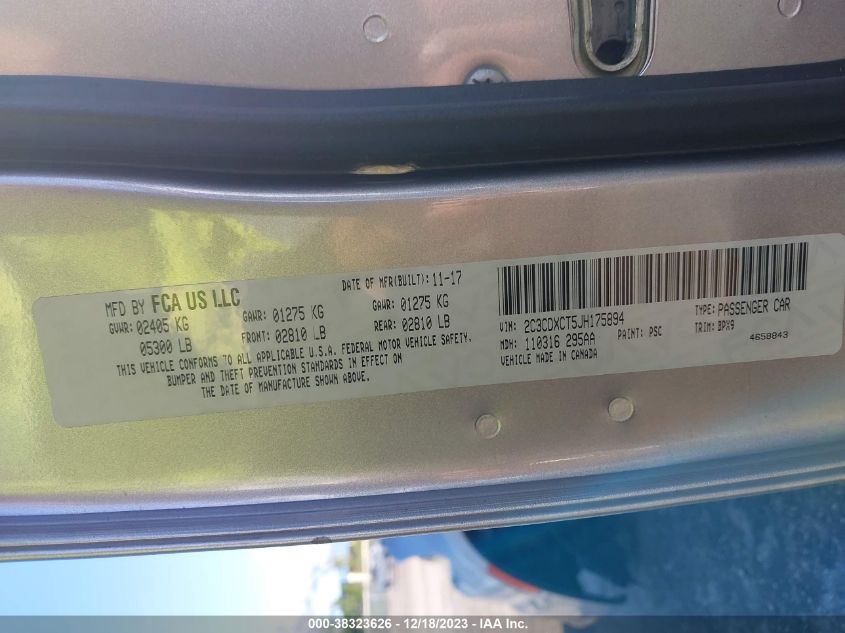 MFD BY FCA US LLC DATE OF MFR(BUILT): 11-17
GVWR: 02405 KG GAWR: 01275 KG GAWR: 01275 KG
05300 LB FRONT: 02810 LB REAR: 02810 LB
THIS VEHICLE CONFORMS TO ALL APPLICABLE U.S.A. FEDERAL MOTOR VEHICLE SAFETY,
BUMPER AND THEFT PREVENTION STANDARDS IN EFFECT ON
THE DATE OF MANUFACTURE SHOWN ABOVE.
VIN: 2C3CDXCT5JH175894 TYPE: PASSENGER CAR
MDH: 110316 295AA PAINT: PSC TRIM: BPX9
VEHICLE MADE IN CANADA 4658843
000-38323626 - 12/18/2023 - IAA Inc.